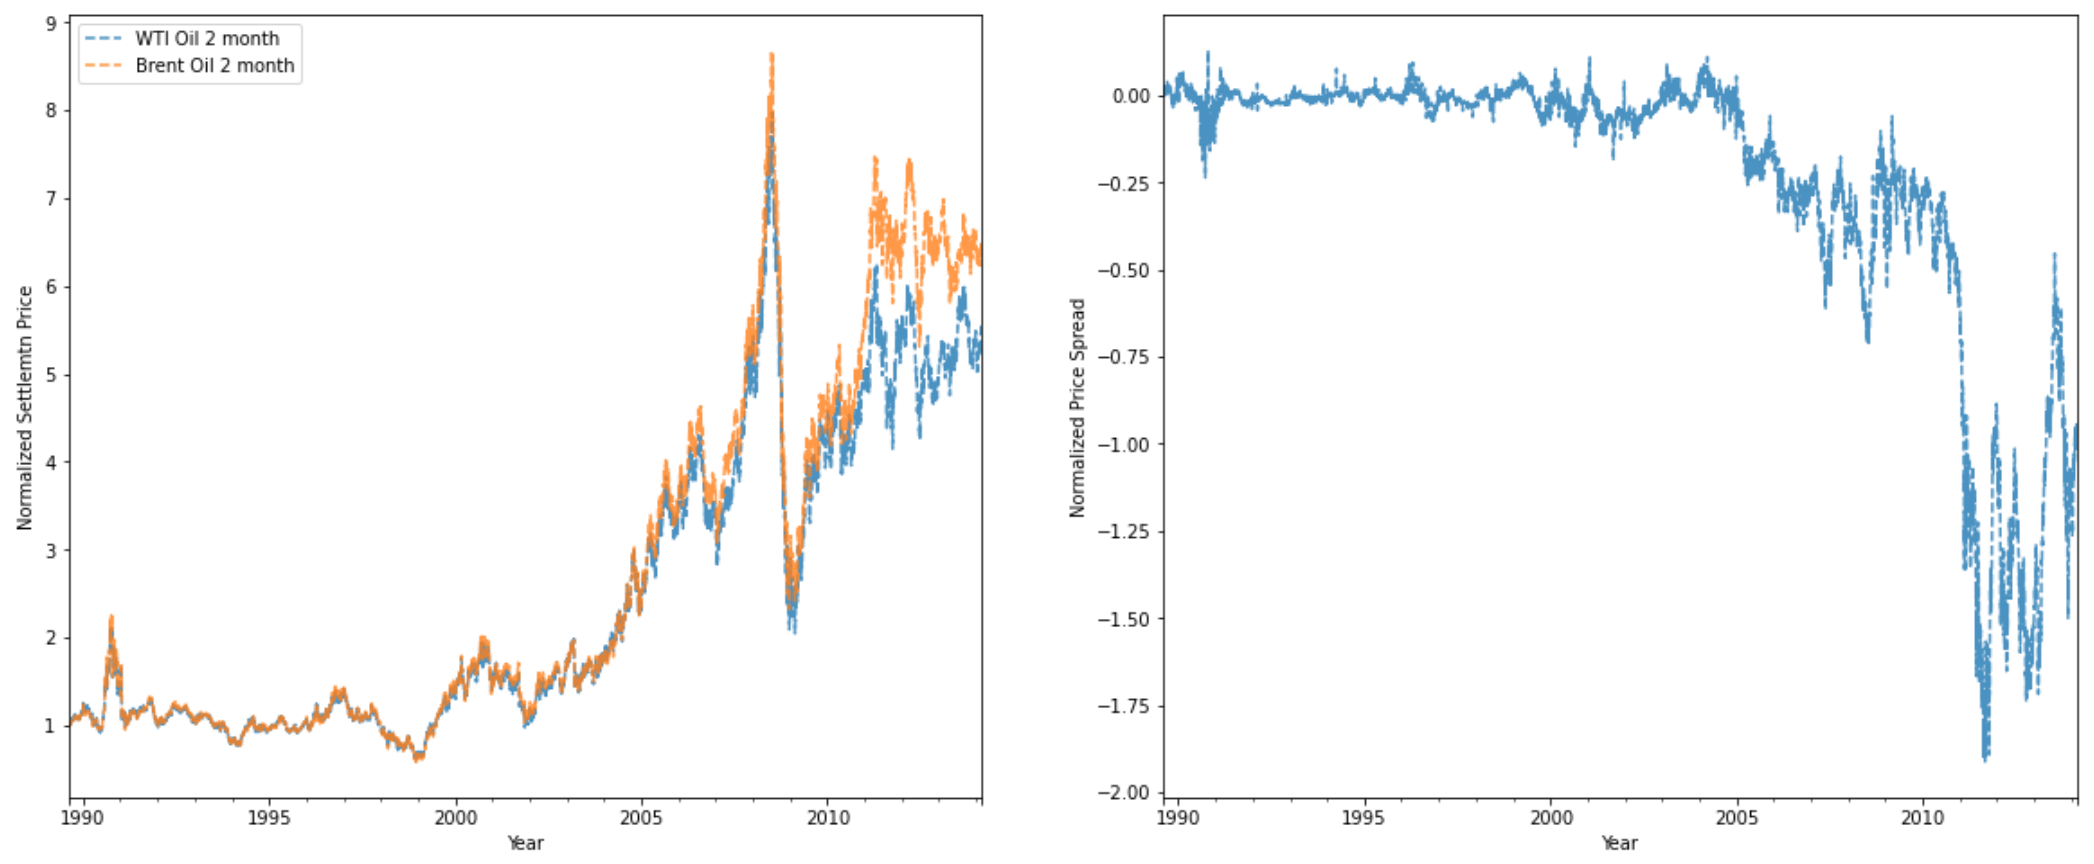 WTI Oil 2 month
Brent Oil 2 month
Normalized Settlemtn Price
9
8
7
6
5
4
3
2
1
1990 1995 2000 2005 2010
Year
Normalized Price Spread
0.00
−0.25
−0.50
−0.75
−1.00
−1.25
−1.50
−1.75
−2.00
1990 1995 2000 2005 2010
Year